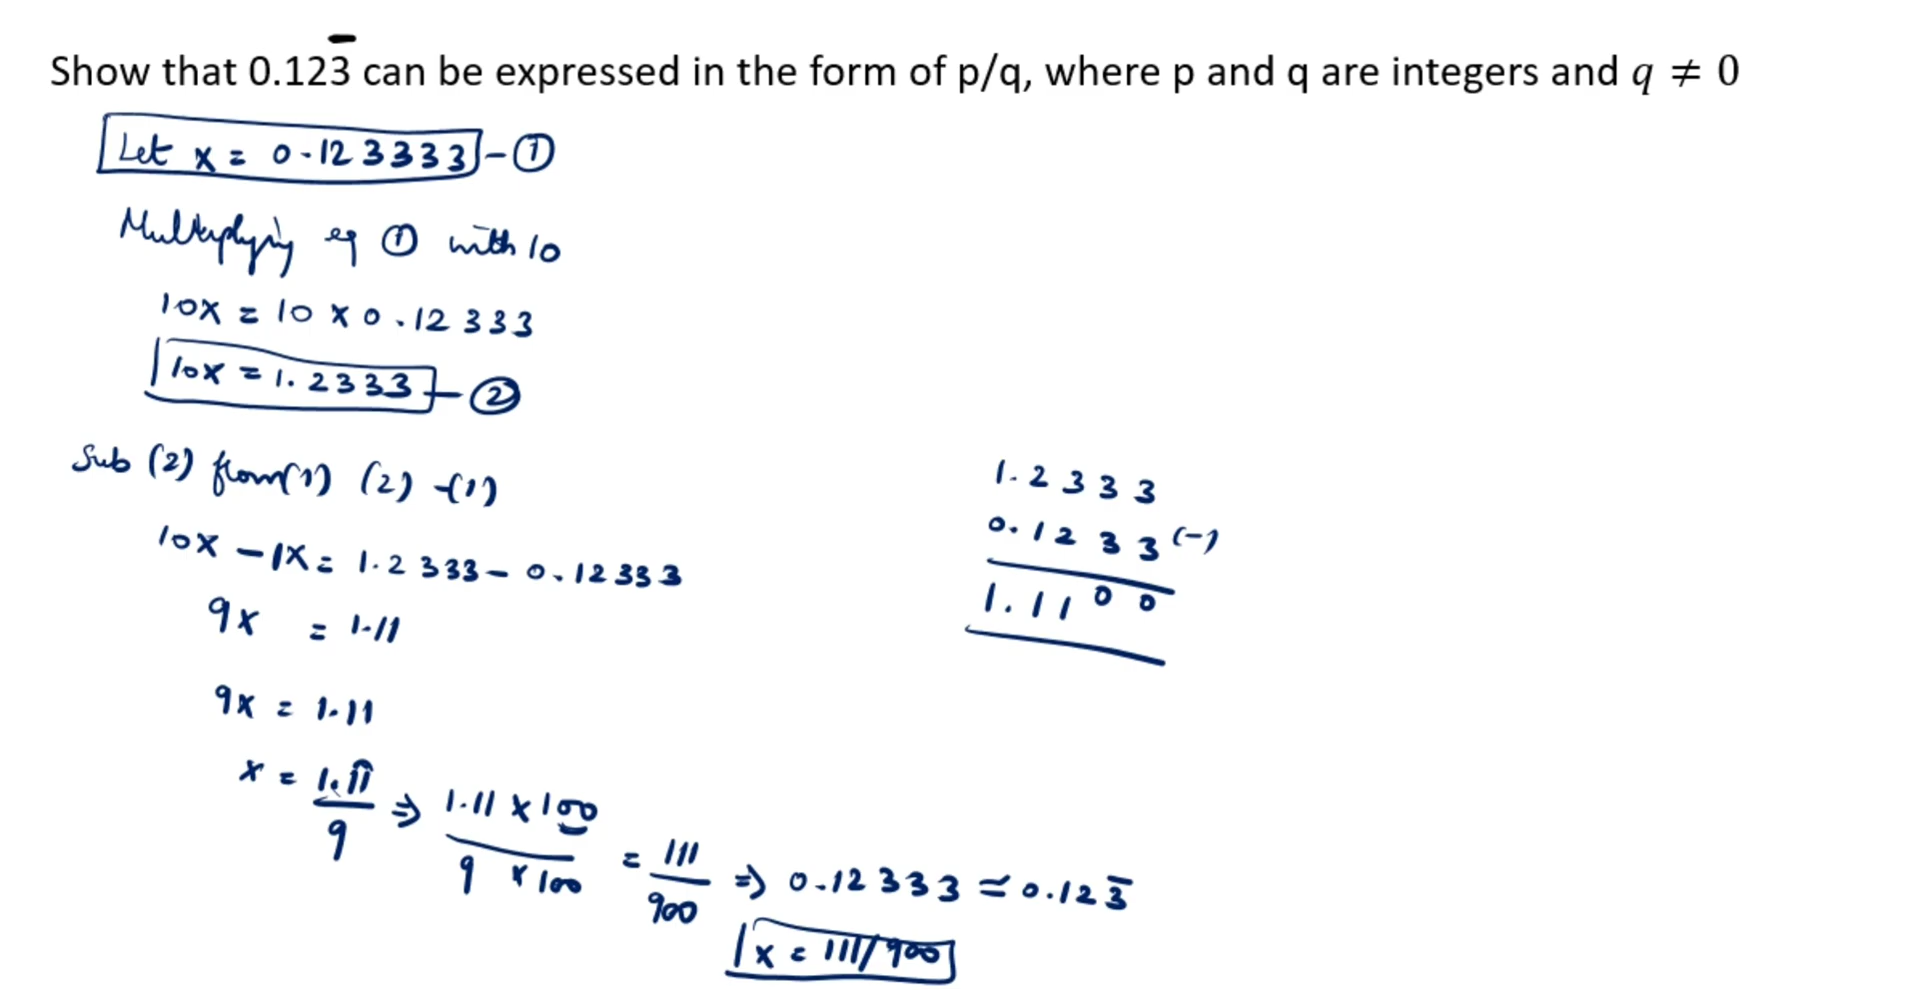 Show that 0.123̅ can be expressed in the form of p/q, where p and q are integers and q ≠ 0
Let x = 0.123333 - ①
Multiplying eq ① with 10
10x = 10 x 0.12333
10x = 1.2333 - ②
Sub (2) from(1) (2) -(1)
10x - 1x = 1.2333 - 0.12333
9x = 1.11
9x = 1.11
x = 1.11/9 ⇒ 1.11 x 100 / 9 x 100 = 111/900 ⇒ 0.12333 = 0.123̅
x = 111/900
1.2333
0.1233 (-)
1.1100